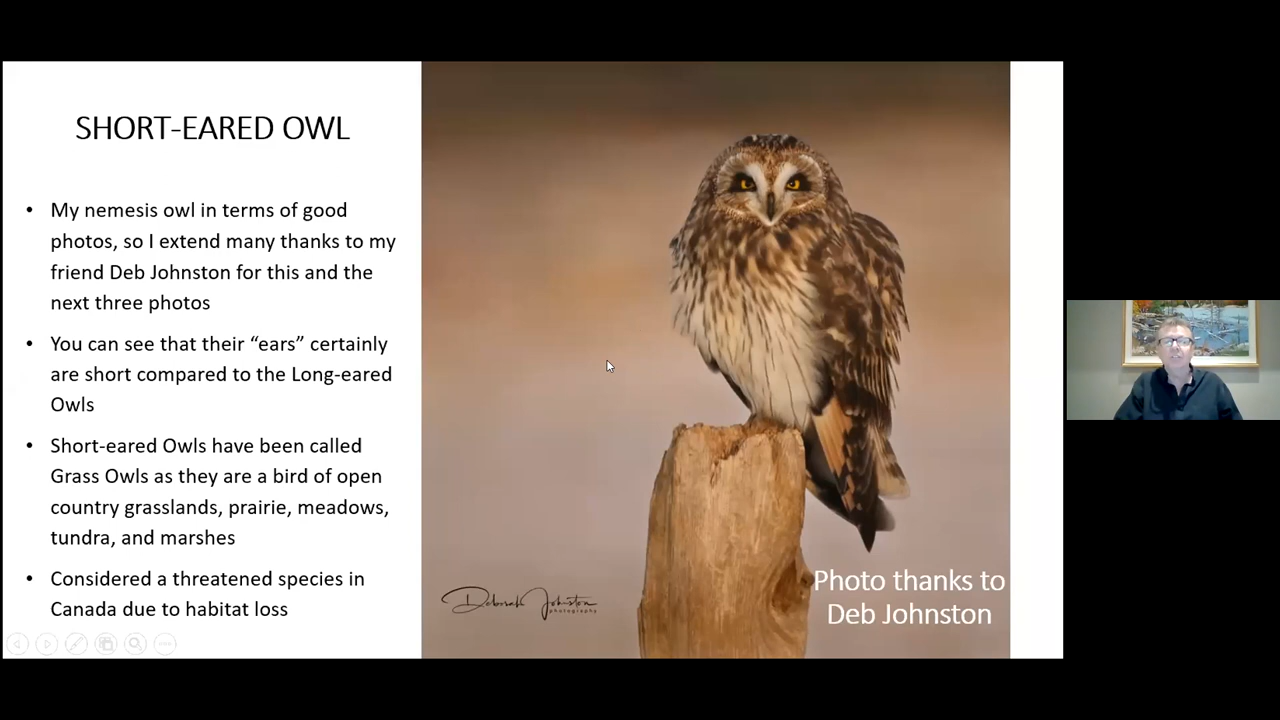 SHORT-EARED OWL
• My nemesis owl in terms of good
photos, so I extend many thanks to my
friend Deb Johnston for this and the
next three photos
• You can see that their “ears” certainly
are short compared to the Long-eared
Owls
• Short-eared Owls have been called
Grass Owls as they are a bird of open
country grasslands, prairie, meadows,
tundra, and marshes
• Considered a threatened species in
Canada due to habitat loss
Deborah Johnston
photography
Photo thanks to
Deb Johnston